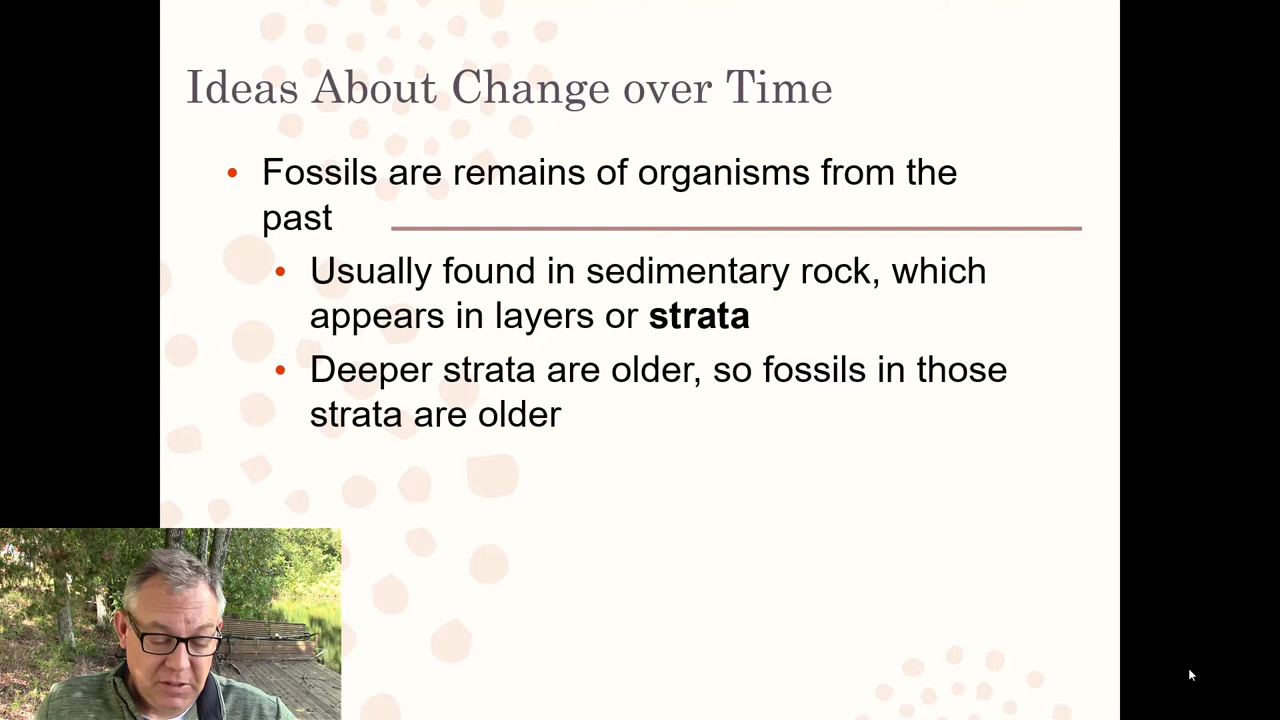 Ideas About Change over Time
• Fossils are remains of organisms from the
past
• Usually found in sedimentary rock, which
appears in layers or strata
• Deeper strata are older, so fossils in those
strata are older